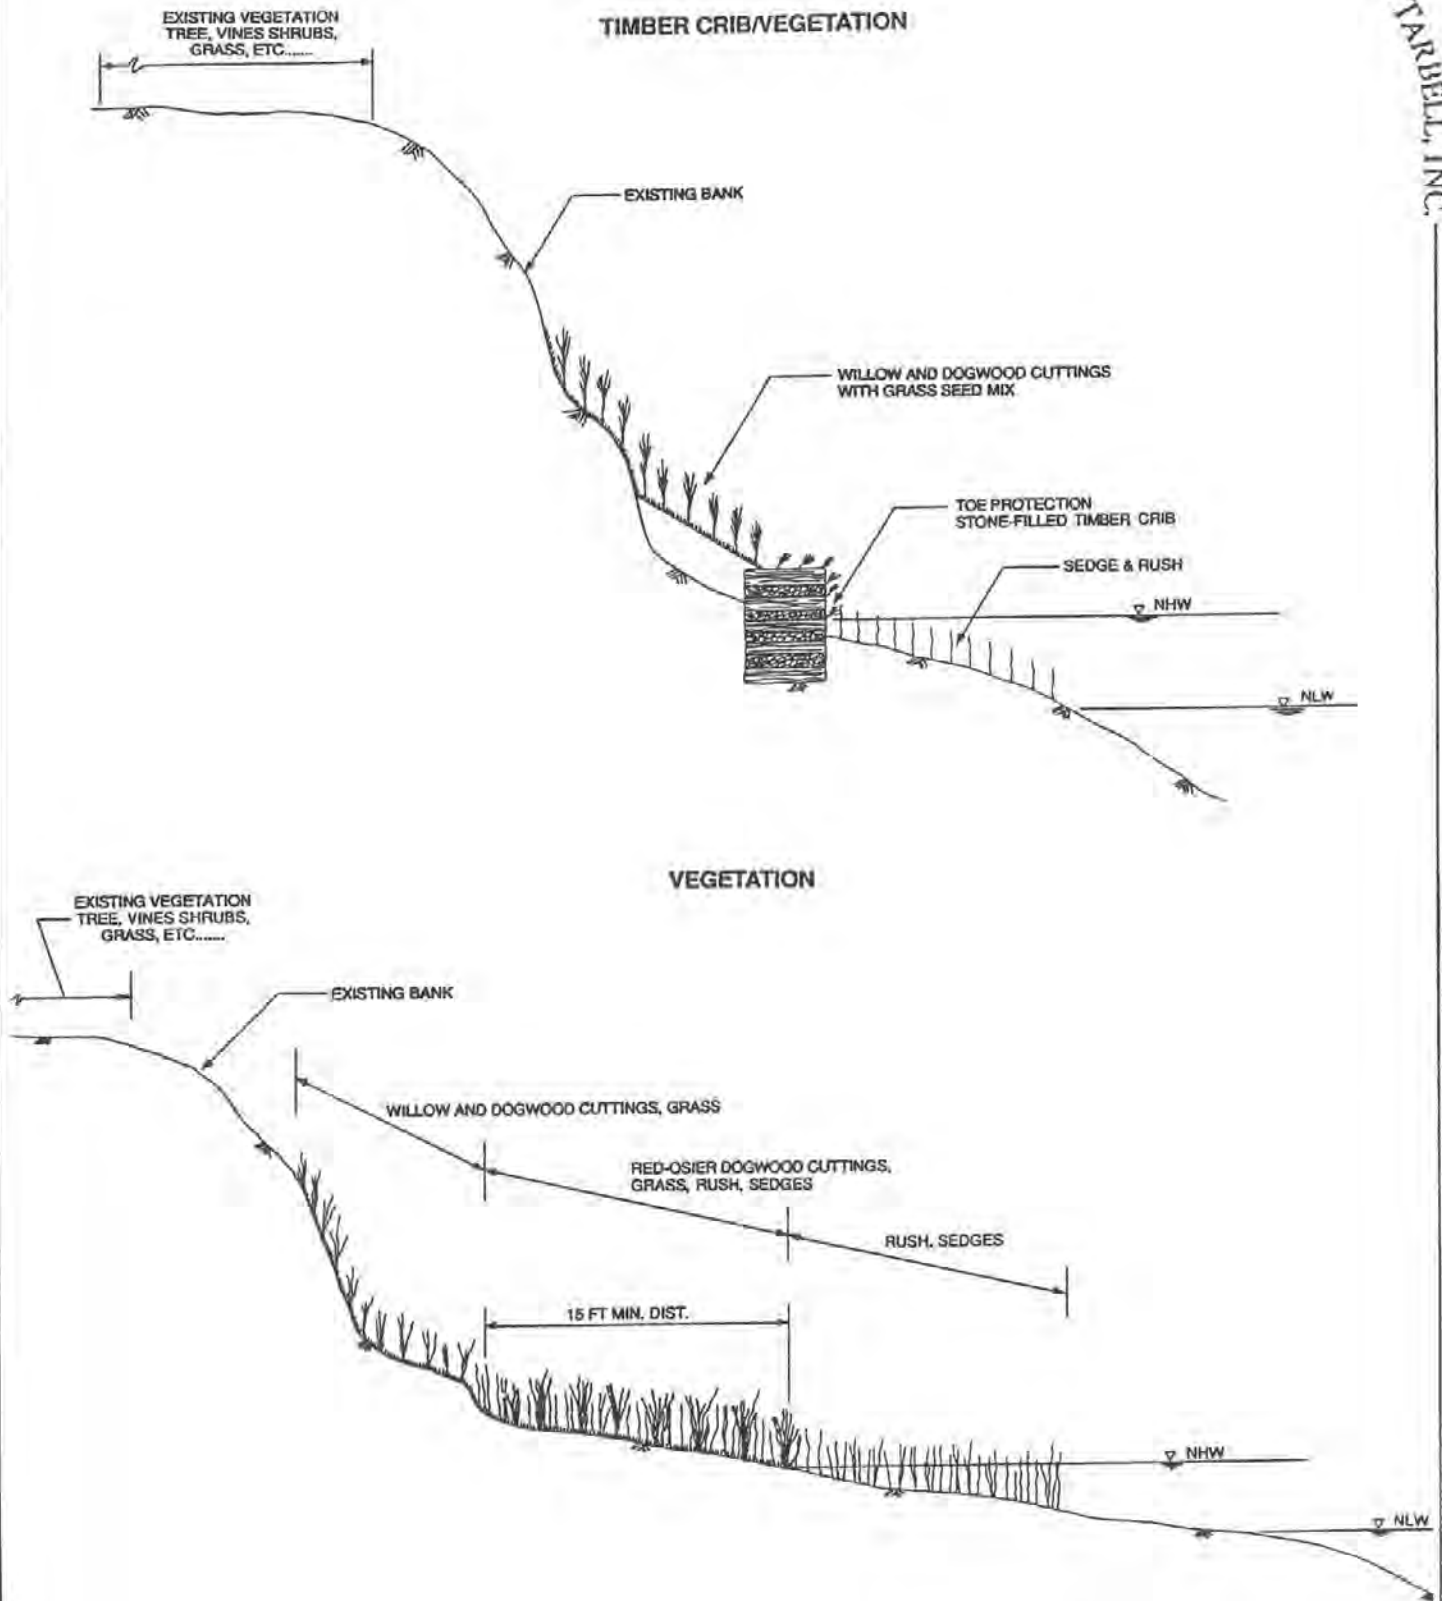 TIMBER CRIB/VEGETATION
EXISTING VEGETATION
TREE, VINES SHRUBS,
GRASS, ETC.......
TARBELL, INC.
EXISTING BANK
WILLOW AND DOGWOOD CUTTINGS
WITH GRASS SEED MIX
TOE PROTECTION
STONE-FILLED TIMBER CRIB
SEDGE & RUSH
NHW
NLW
VEGETATION
EXISTING VEGETATION
TREE, VINES SHRUBS,
GRASS, ETC.......
EXISTING BANK
WILLOW AND DOGWOOD CUTTINGS, GRASS
RED-OSIER DOGWOOD CUTTINGS,
GRASS, RUSH, SEDGES
RUSH, SEDGES
15 FT MIN. DIST.
NHW
NLW